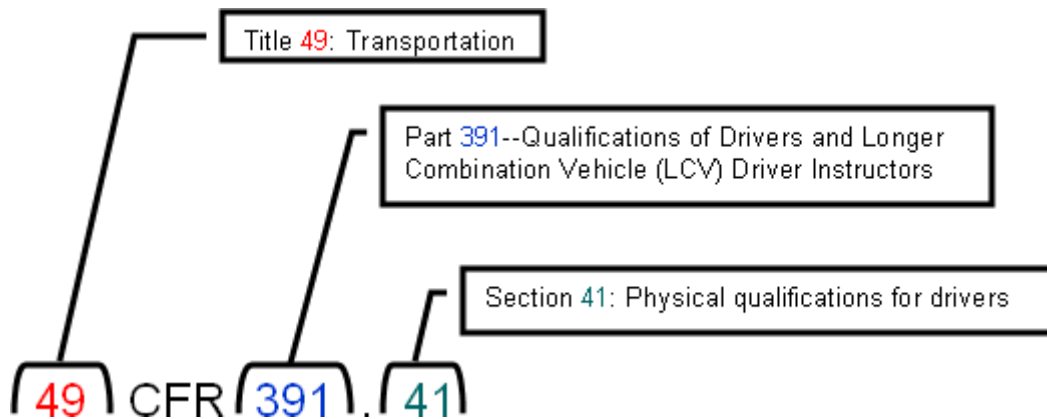 Title 49: Transportation
Part 391--Qualifications of Drivers and Longer
Combination Vehicle (LCV) Driver Instructors
Section 41: Physical qualifications for drivers
49 CFR 391 . 41